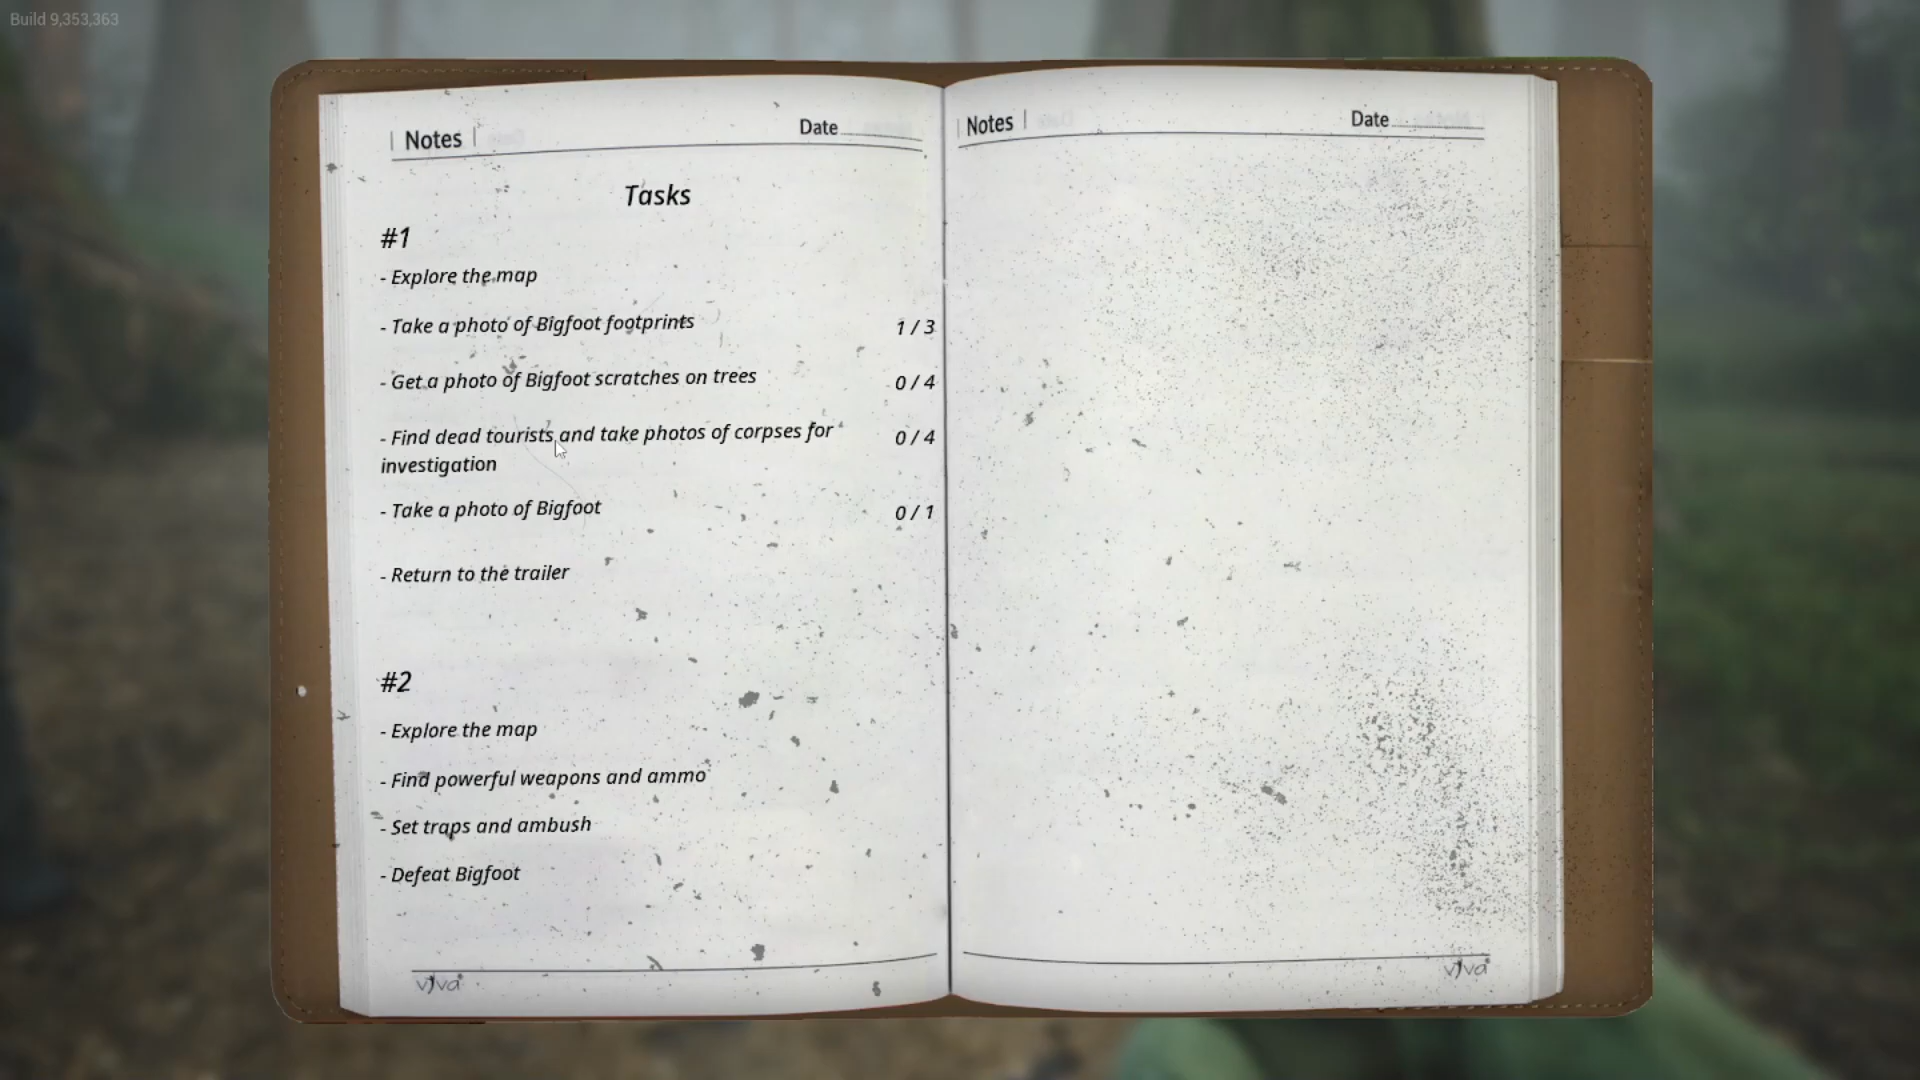 Build 9,353,363
Notes
Date
Tasks
#1
- Explore the map
- Take a photo of Bigfoot footprints 1 / 3
- Get a photo of Bigfoot scratches on trees 0 / 4
- Find dead tourists and take photos of corpses for 0 / 4
investigation
- Take a photo of Bigfoot 0 / 1
- Return to the trailer
#2
- Explore the map
- Find powerful weapons and ammo
- Set traps and ambush
- Defeat Bigfoot
viva
Notes
Date
viva